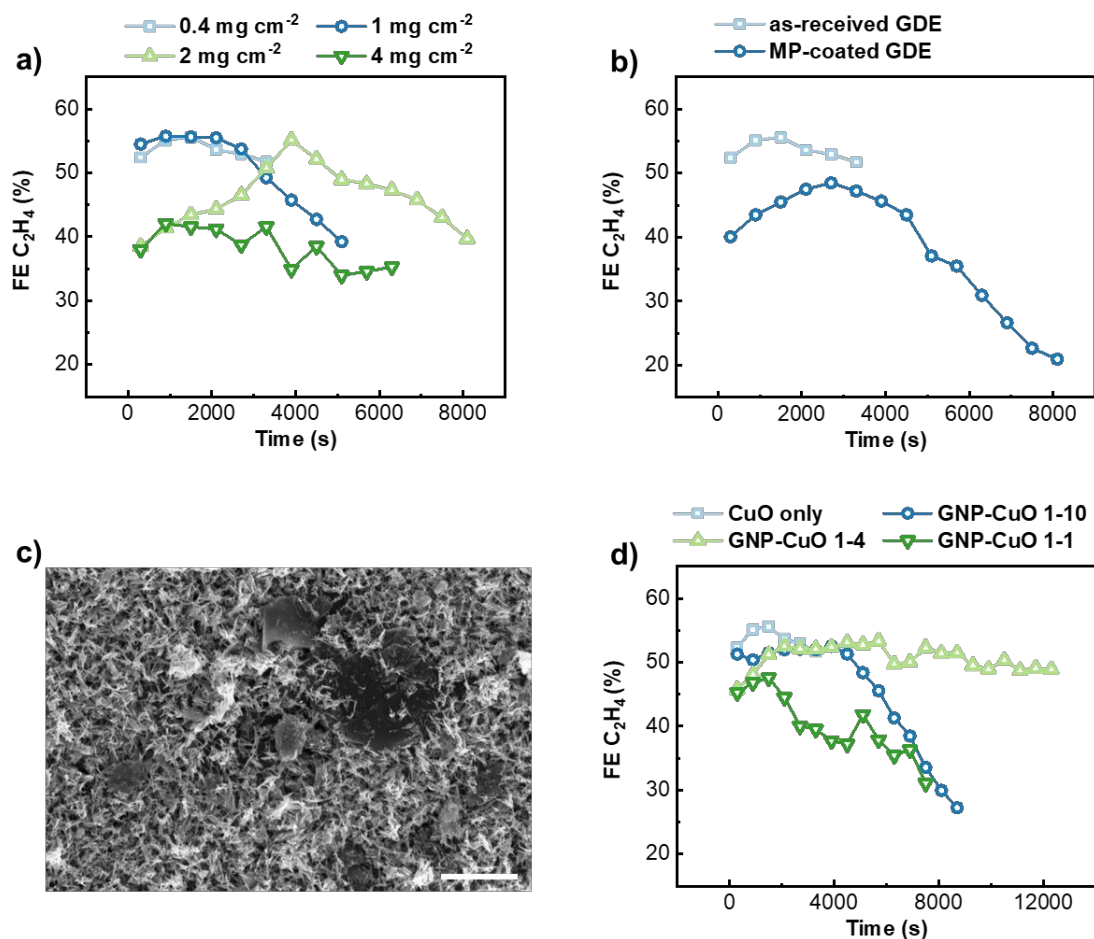 a)
0.4 mg cm⁻² 1 mg cm⁻²
2 mg cm⁻² 4 mg cm⁻²
FE C₂H₄ (%)
60
50
40
30
20
0 2000 4000 6000 8000
Time (s)
b)
as-received GDE
MP-coated GDE
FE C₂H₄ (%)
60
50
40
30
20
0 2000 4000 6000 8000
Time (s)
c)
d)
CuO only GNP-CuO 1-10
GNP-CuO 1-4 GNP-CuO 1-1
FE C₂H₄ (%)
60
50
40
30
20
0 4000 8000 12000
Time (s)